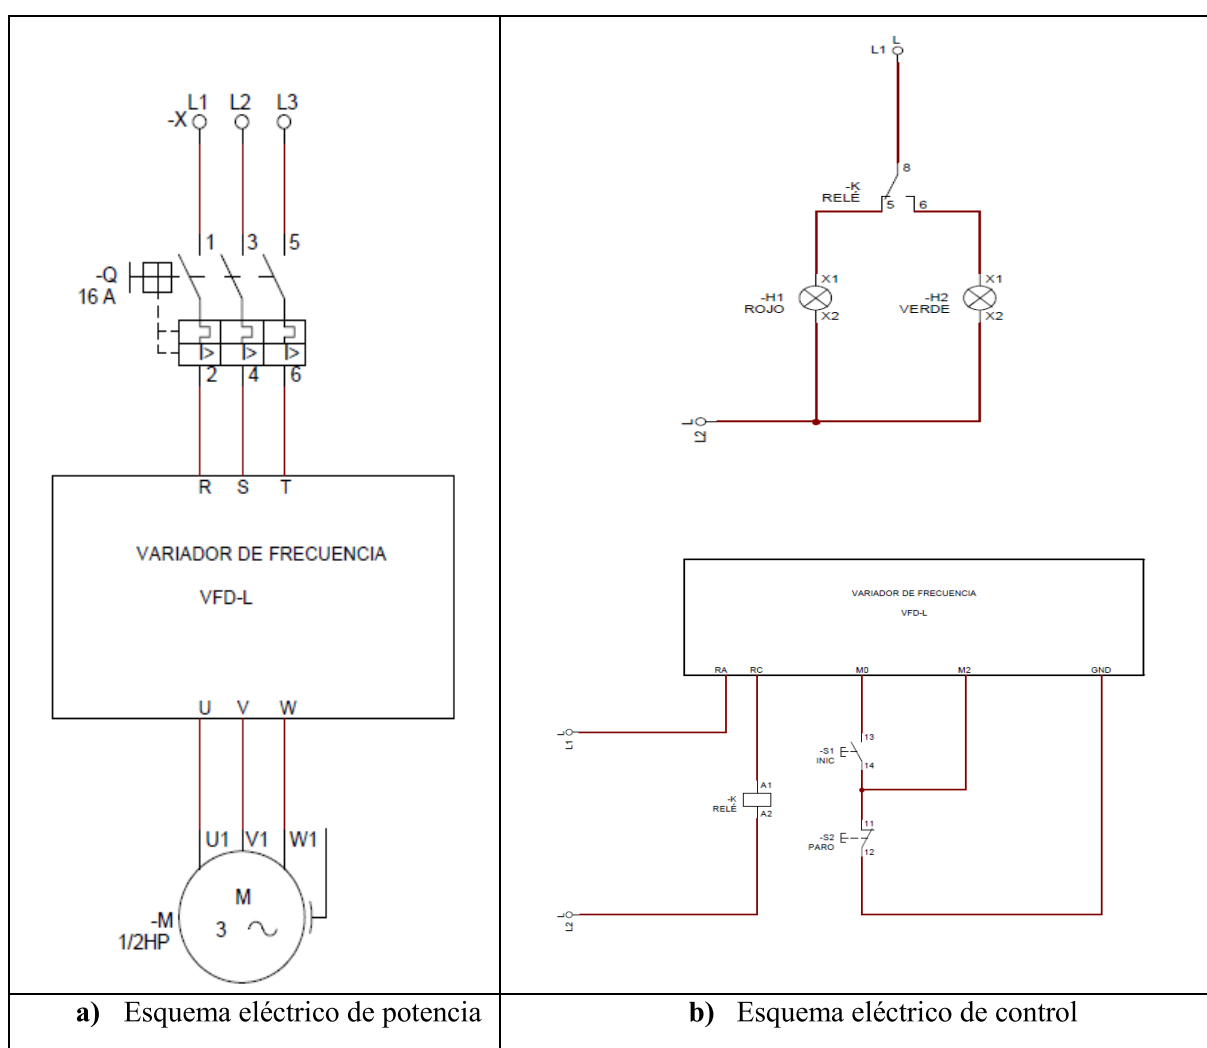 L1 L2 L3
-X
1 3 5
-Q
16 A
I> I> I>
2 4 6
R S T
VARIADOR DE FRECUENCIA
VFD-L
U V W
U1 V1 W1
M
3
-M
1/2HP
a) Esquema eléctrico de potencia
L
L1
8
-K
RELÉ
5 6
X1 X1
-H1
ROJO
-H2
VERDE
X2 X2
L
L2
VARIADOR DE FRECUENCIA
VFD-L
RA RC M0 M2 GND
L
L1
13
-S1
INIC
14
A1
-K
RELÉ
A2
11
-S2
PARO
12
L
L2
b) Esquema eléctrico de control